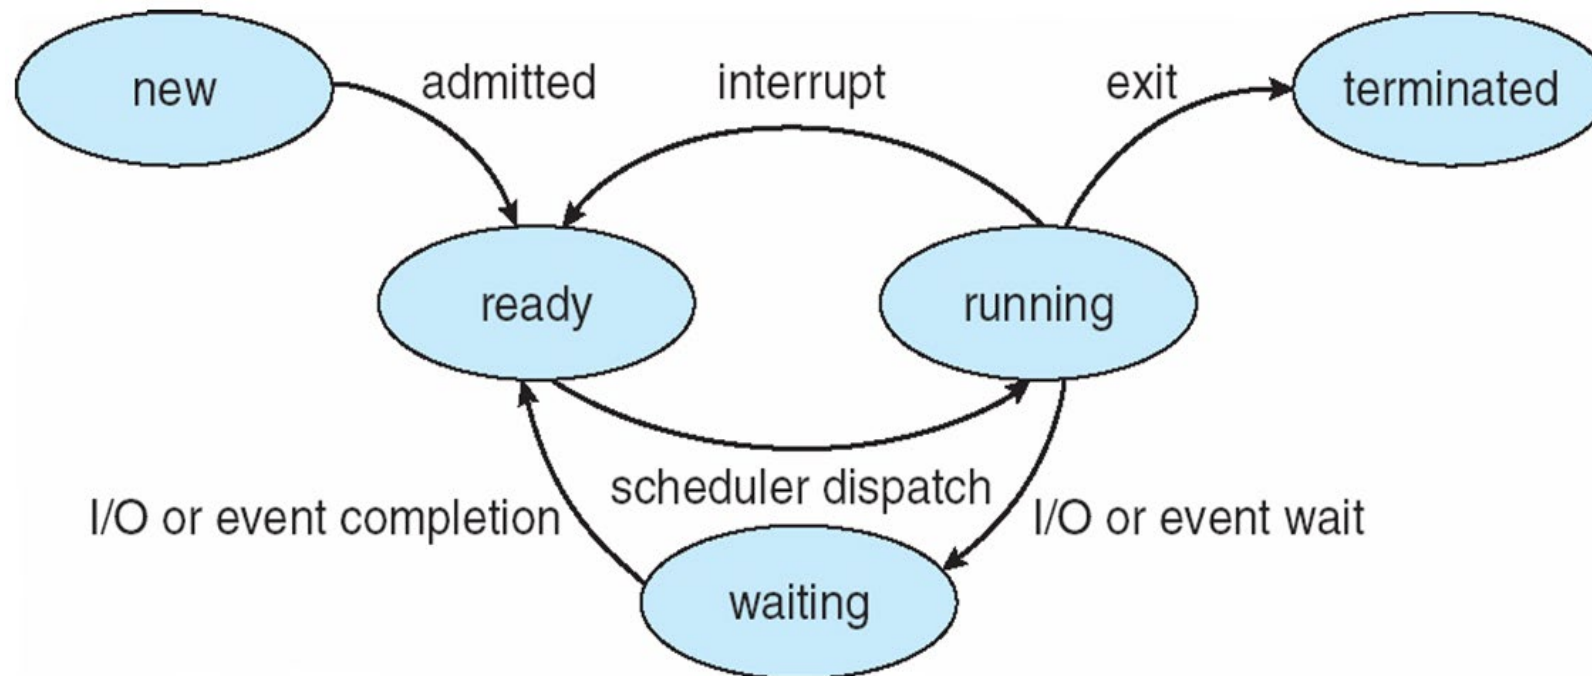 new
admitted
interrupt
exit
terminated
ready
running
scheduler dispatch
I/O or event completion
I/O or event wait
waiting